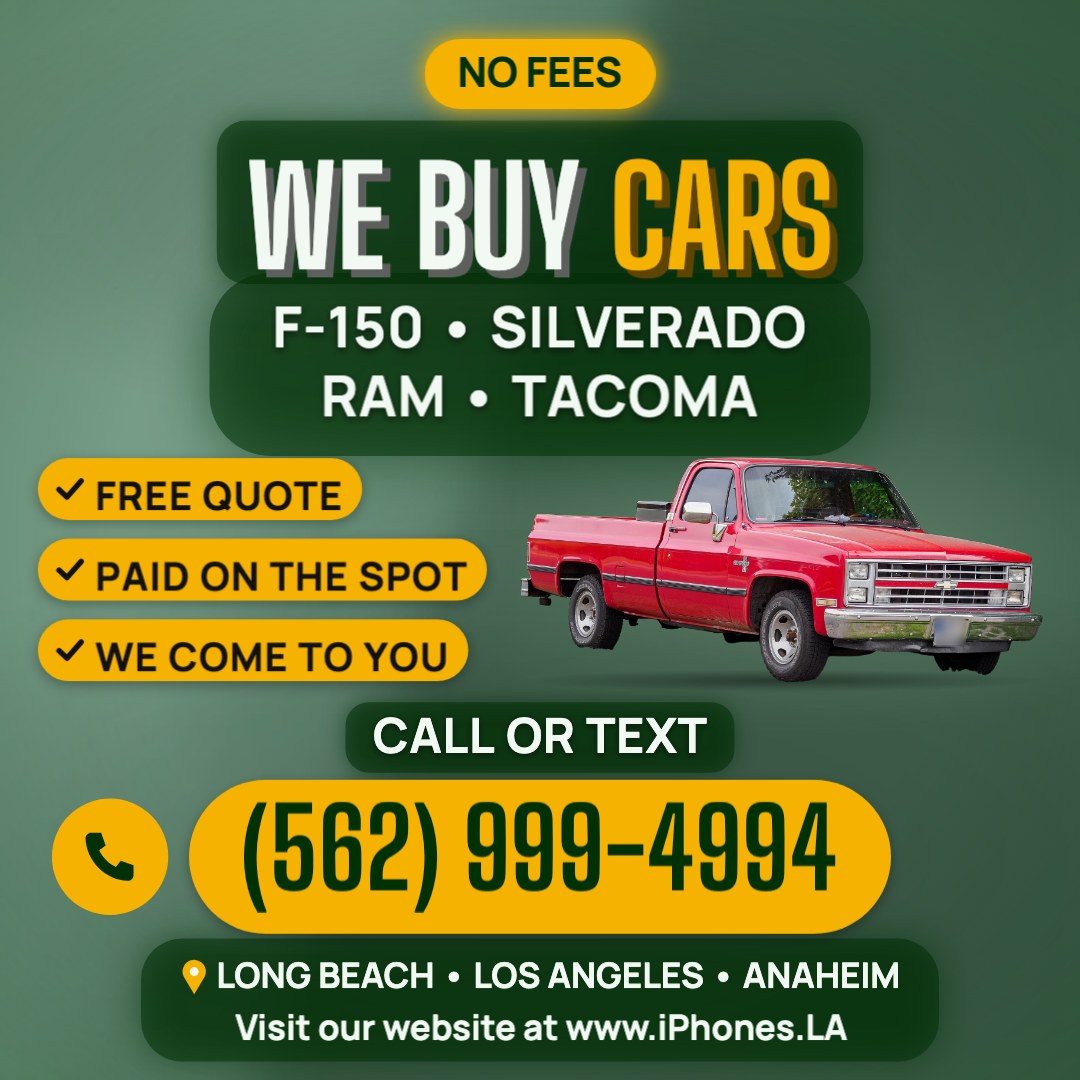 NO FEES
WE BUY CARS
F-150 • SILVERADO
RAM • TACOMA
FREE QUOTE
PAID ON THE SPOT
WE COME TO YOU
CALL OR TEXT
(562) 999-4994
LONG BEACH • LOS ANGELES • ANAHEIM
Visit our website at www.iPhones.LA